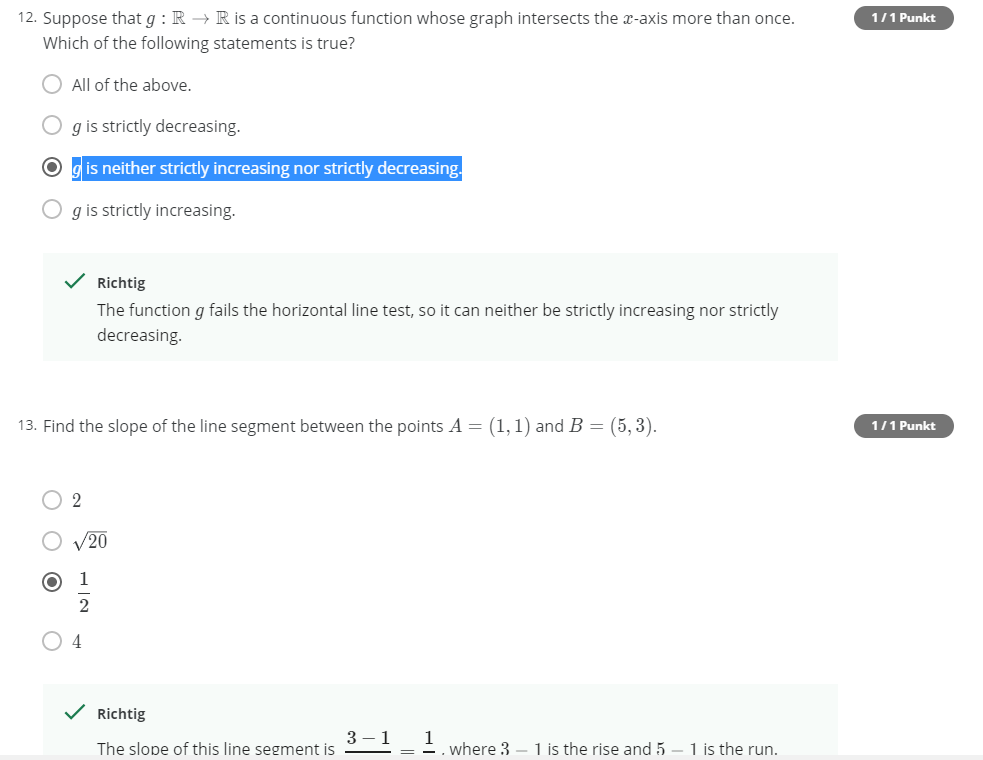 12. Suppose that g : ℝ → ℝ is a continuous function whose graph intersects the x-axis more than once.
1 / 1 Punkt
Which of the following statements is true?
All of the above.
g is strictly decreasing.
g is neither strictly increasing nor strictly decreasing.
g is strictly increasing.
Richtig
The function g fails the horizontal line test, so it can neither be strictly increasing nor strictly
decreasing.
13. Find the slope of the line segment between the points A = (1, 1) and B = (5, 3).
1 / 1 Punkt
2
√20
1/2
4
Richtig
The slope of this line segment is 3 − 1 = 1 , where 3 − 1 is the rise and 5 − 1 is the run.